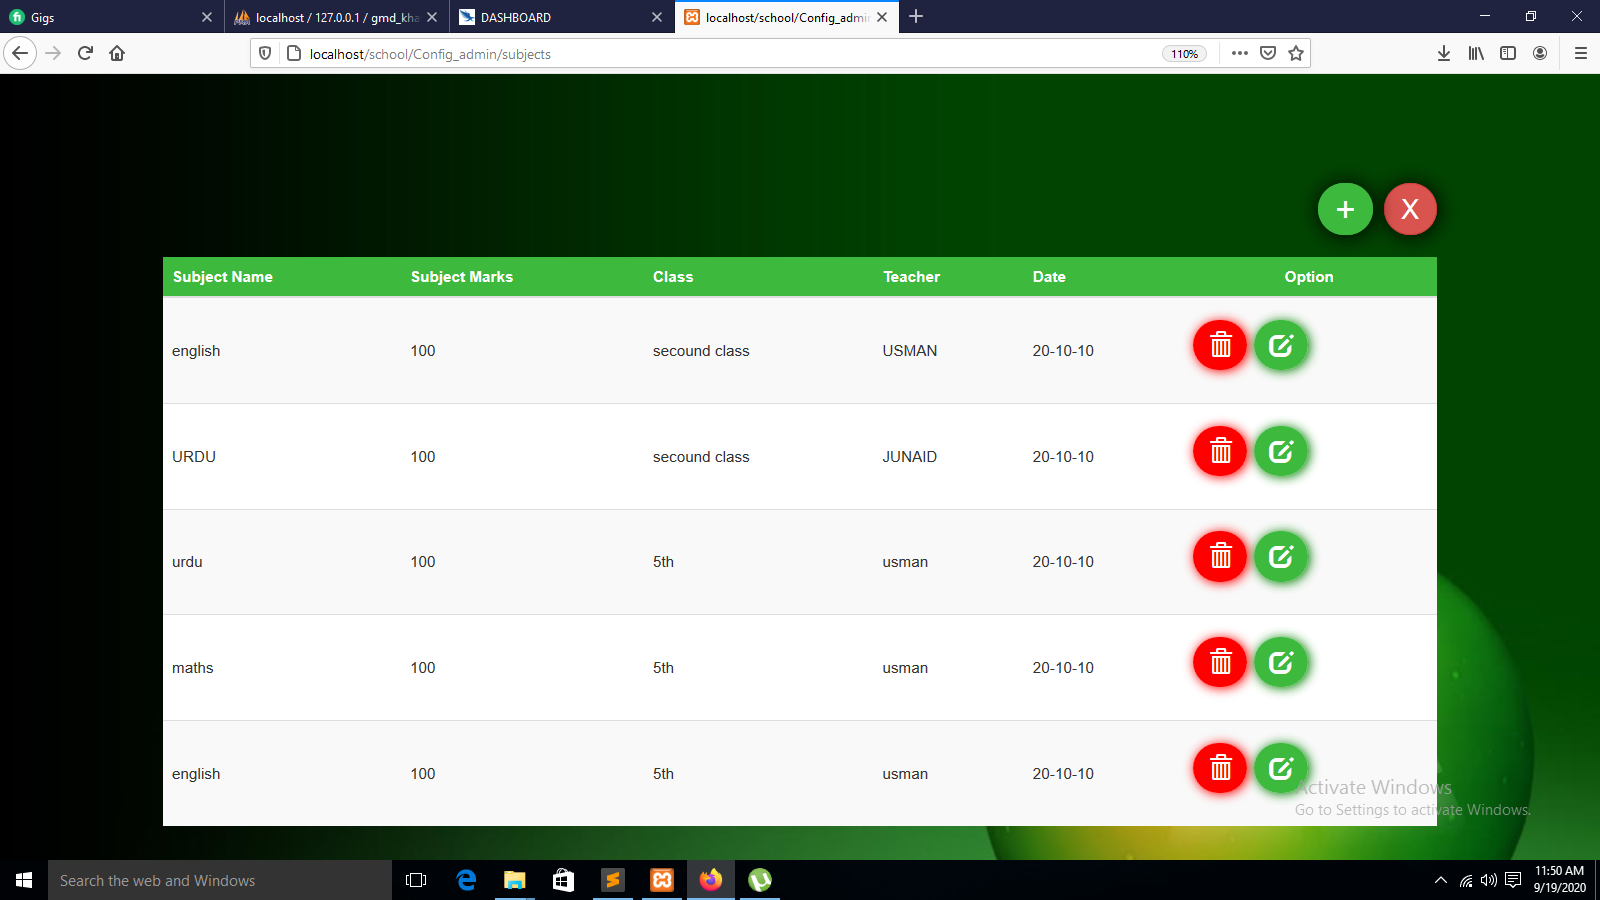 Gigs
localhost / 127.0.0.1 / gmd_kha
DASHBOARD
localhost/school/Config_admin
localhost/school/Config_admin/subjects
110%
+ X
Subject Name Subject Marks Class Teacher Date Option
english 100 secound class USMAN 20-10-10
URDU 100 secound class JUNAID 20-10-10
urdu 100 5th usman 20-10-10
maths 100 5th usman 20-10-10
english 100 5th usman 20-10-10
Activate Windows
Go to Settings to activate Windows.
Search the web and Windows
11:50 AM
9/19/2020